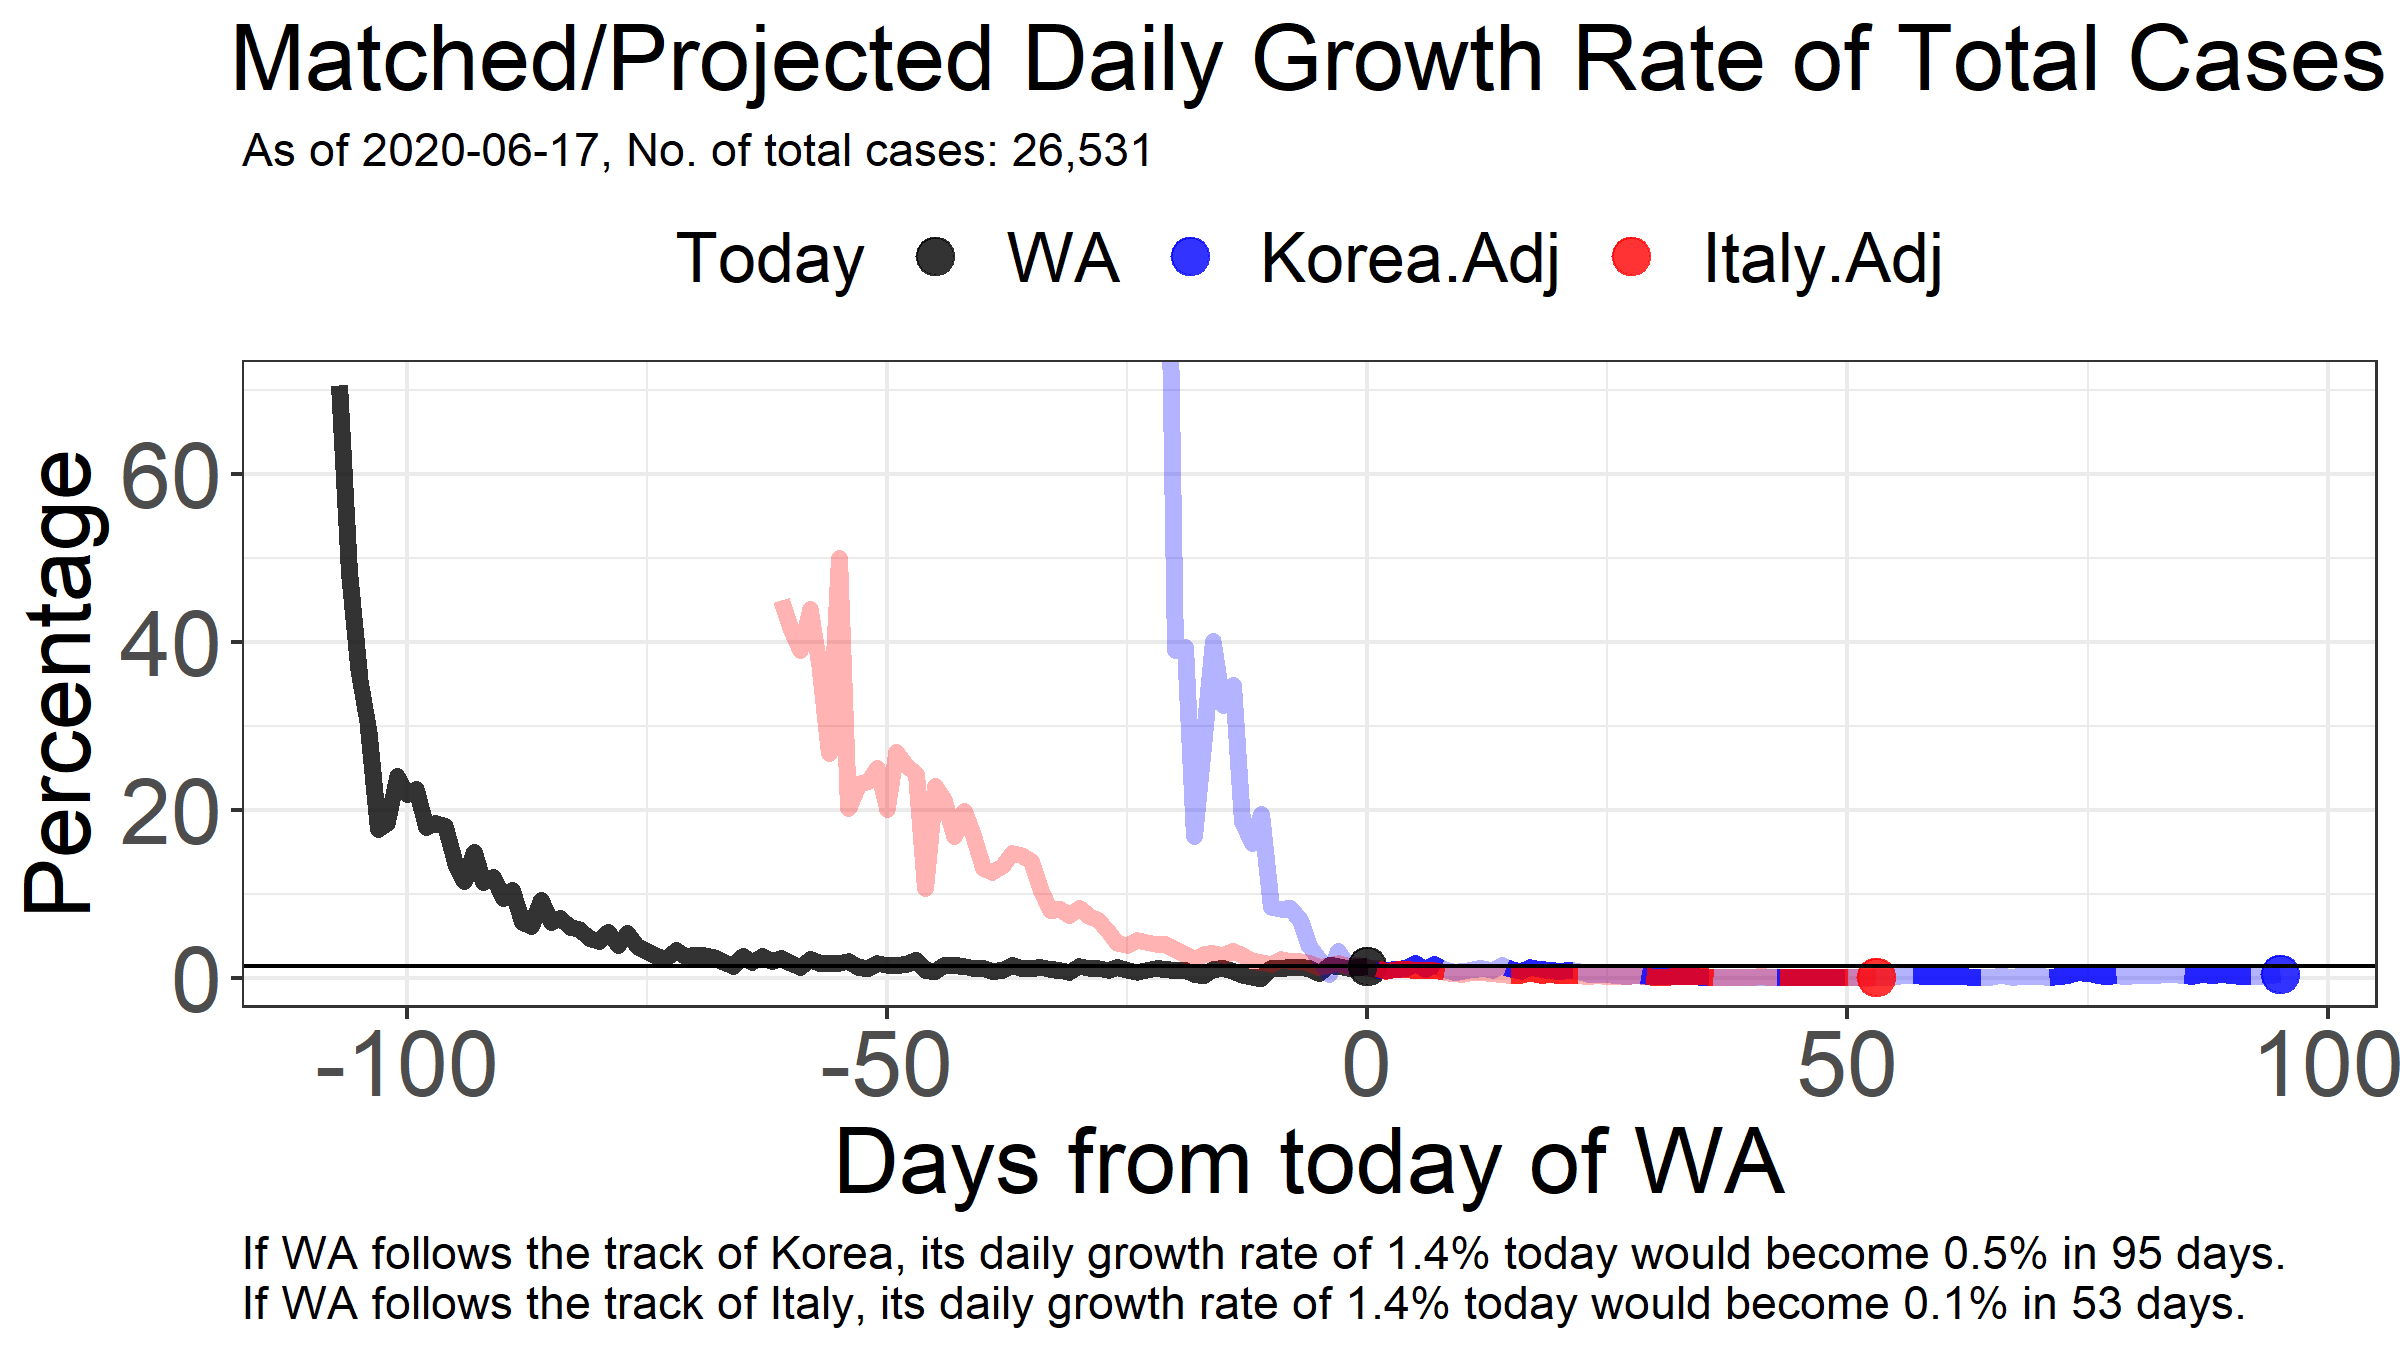 Matched/Projected Daily Growth Rate of Total Cases
As of 2020-06-17, No. of total cases: 26,531
Today WA Korea.Adj Italy.Adj
Percentage
60
40
20
0
-100 -50 0 50 100
Days from today of WA
If WA follows the track of Korea, its daily growth rate of 1.4% today would become 0.5% in 95 days.
If WA follows the track of Italy, its daily growth rate of 1.4% today would become 0.1% in 53 days.